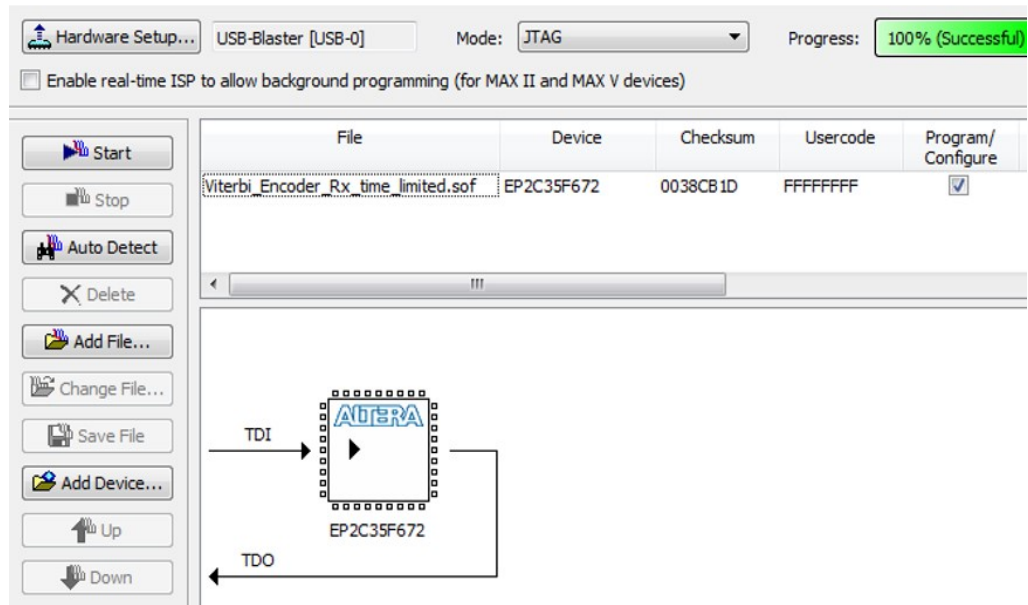 Hardware Setup... USB-Blaster [USB-0] Mode: JTAG Progress: 100% (Successful)
Enable real-time ISP to allow background programming (for MAX II and MAX V devices)
Start
Stop
Auto Detect
Delete
Add File...
Change File...
Save File
Add Device...
Up
Down
File Device Checksum Usercode Program/
Configure
Viterbi_Encoder_Rx_time_limited.sof EP2C35F672 0038CB1D FFFFFFFF
ALTERA
TDI
EP2C35F672
TDO